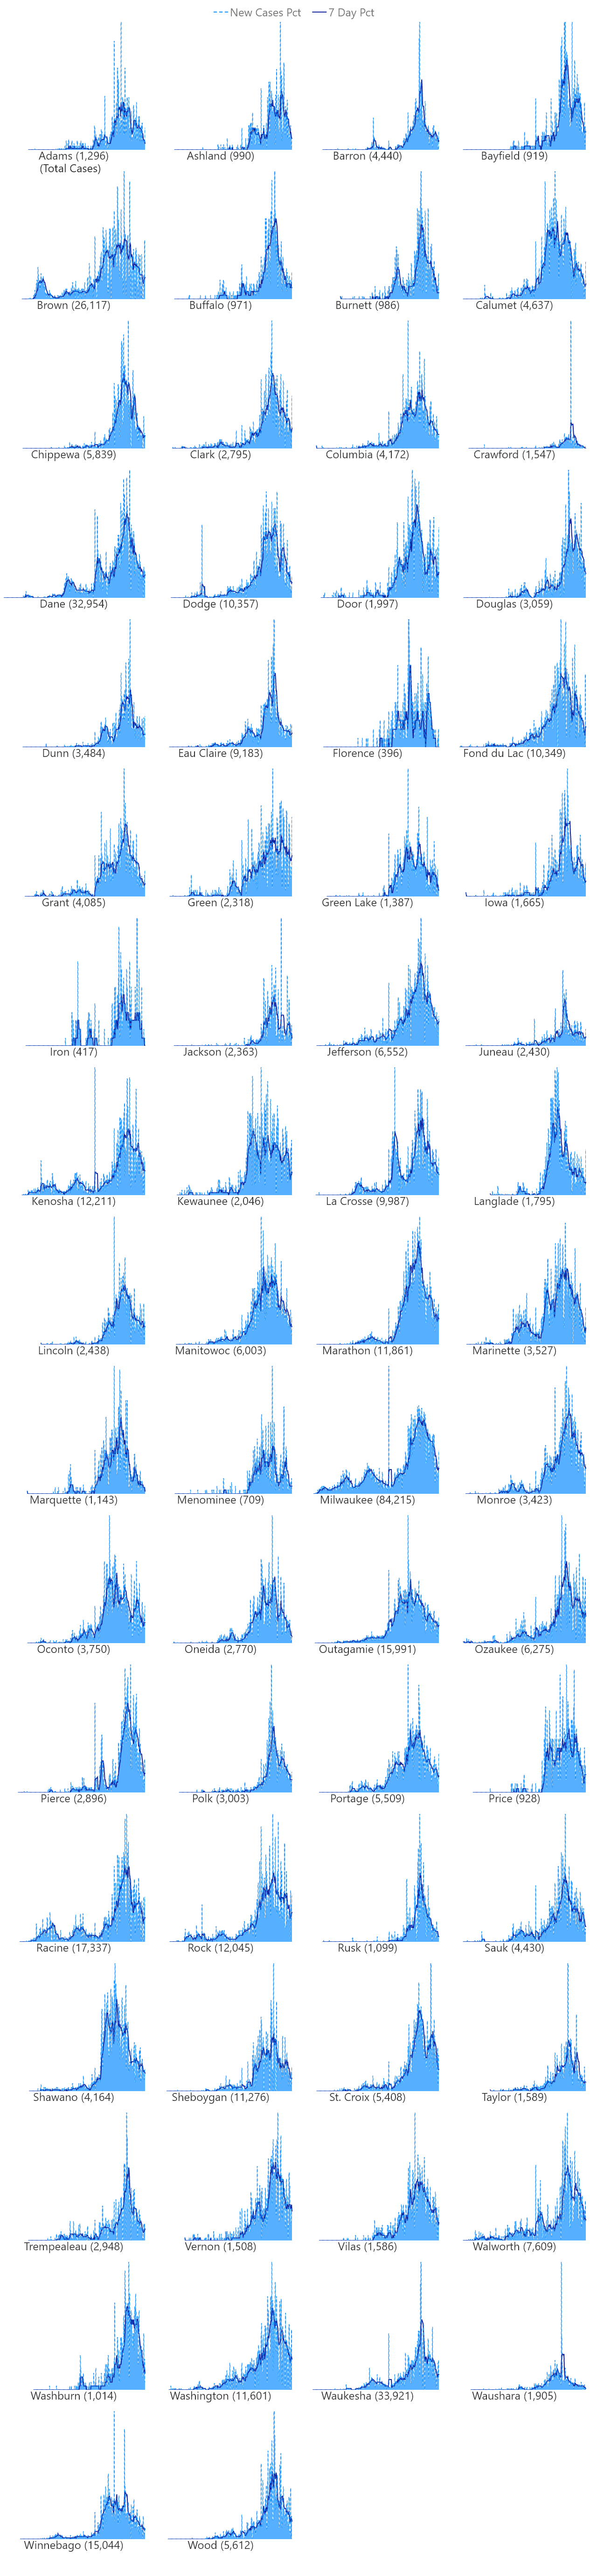 New Cases Pct 7 Day Pct
Adams (1,296) Ashland (990) Barron (4,440) Bayfield (919)
(Total Cases)
Brown (26,117) Buffalo (971) Burnett (986) Calumet (4,637)
Chippewa (5,839) Clark (2,795) Columbia (4,172) Crawford (1,547)
Dane (32,954) Dodge (10,357) Door (1,997) Douglas (3,059)
Dunn (3,484) Eau Claire (9,183) Florence (396) Fond du Lac (10,349)
Grant (4,085) Green (2,318) Green Lake (1,387) Iowa (1,665)
Iron (417) Jackson (2,363) Jefferson (6,552) Juneau (2,430)
Kenosha (12,211) Kewaunee (2,046) La Crosse (9,987) Langlade (1,795)
Lincoln (2,438) Manitowoc (6,003) Marathon (11,861) Marinette (3,527)
Marquette (1,143) Menominee (709) Milwaukee (84,215) Monroe (3,423)
Oconto (3,750) Oneida (2,770) Outagamie (15,991) Ozaukee (6,275)
Pierce (2,896) Polk (3,003) Portage (5,509) Price (928)
Racine (17,337) Rock (12,045) Rusk (1,099) Sauk (4,430)
Shawano (4,164) Sheboygan (11,276) St. Croix (5,408) Taylor (1,589)
Trempealeau (2,948) Vernon (1,508) Vilas (1,586) Walworth (7,609)
Washburn (1,014) Washington (11,601) Waukesha (33,921) Waushara (1,905)
Winnebago (15,044) Wood (5,612)